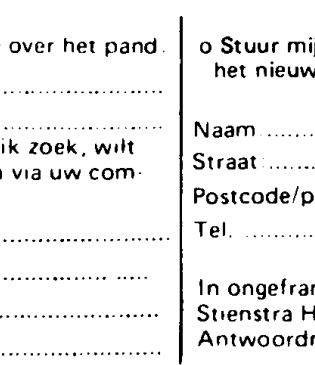 over het pand.
ik zoek, wilt
via uw com-
o Stuur mij
het nieuw
Naam
Straat
Postcode/p
Tel.
In ongefran
Stienstra H
Antwoordn